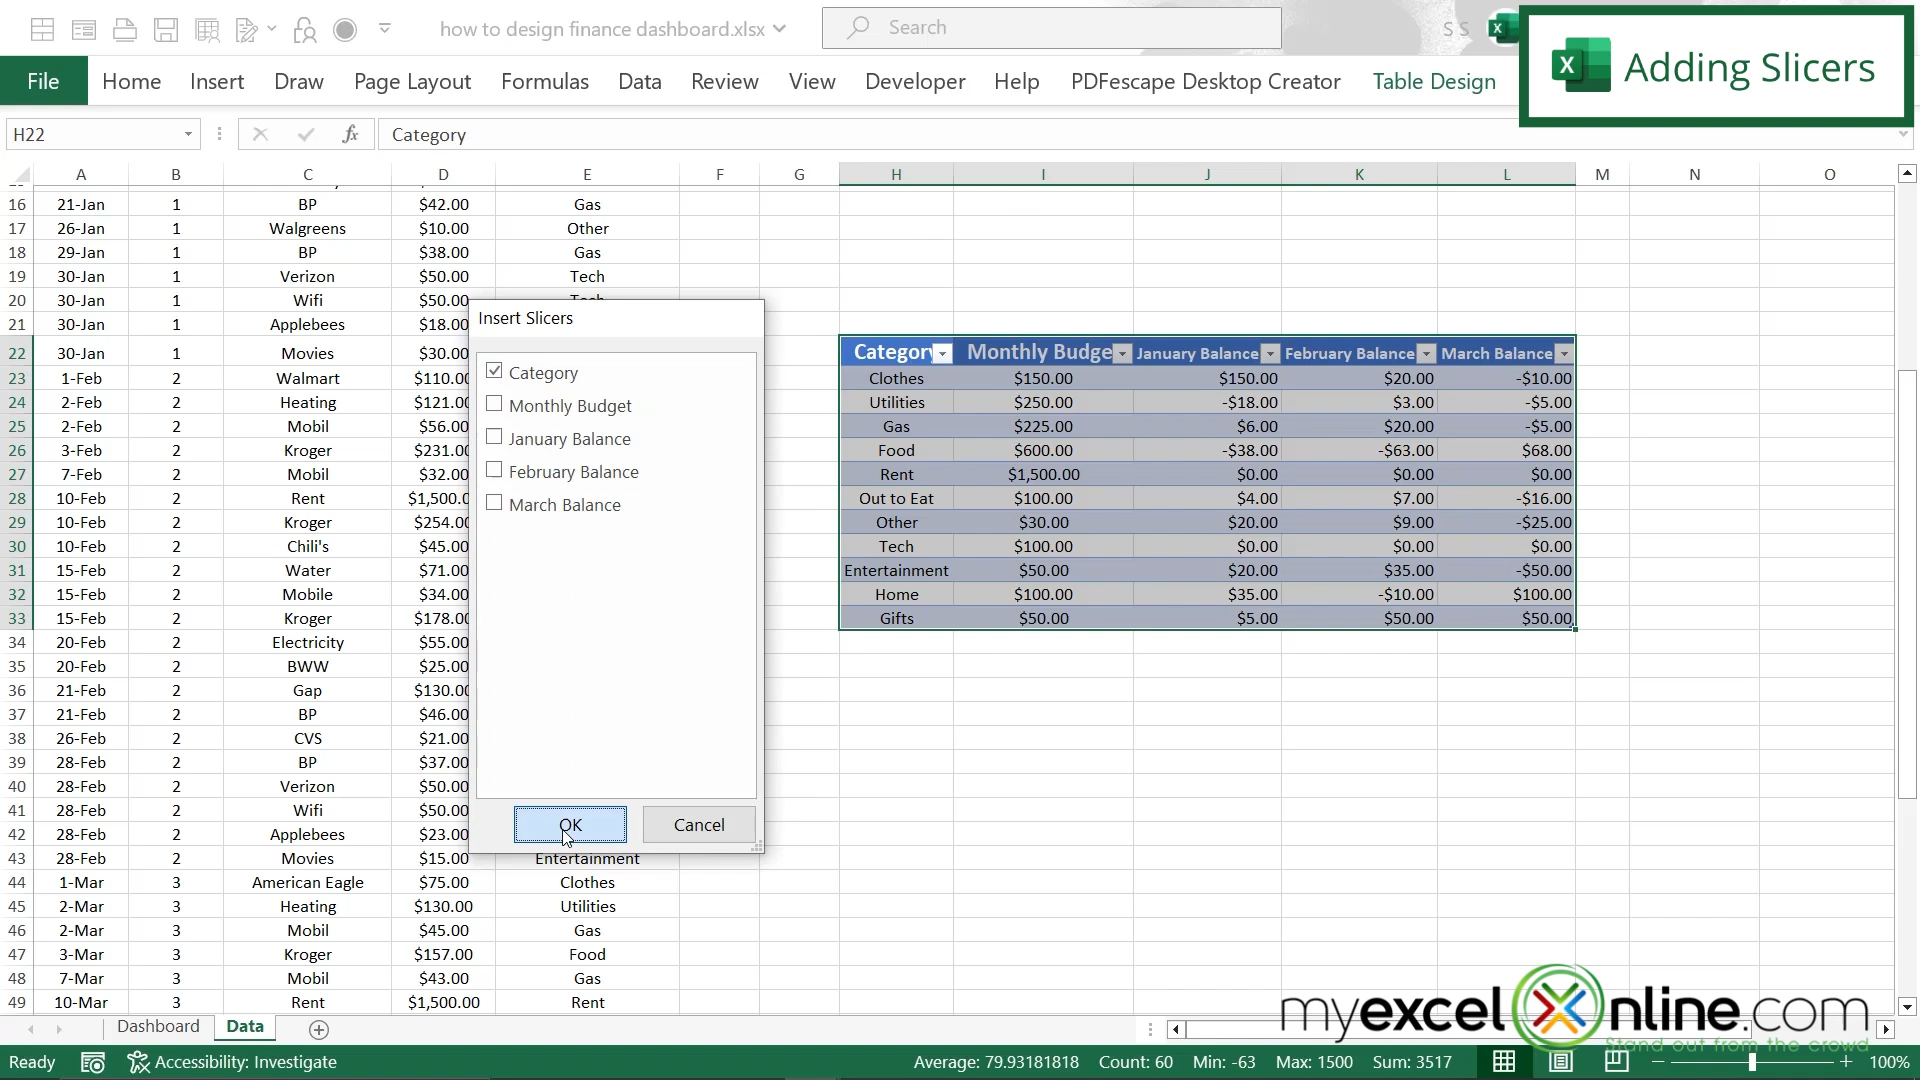 how to design finance dashboard.xlsx
Search
S S
Adding Slicers
File Home Insert Draw Page Layout Formulas Data Review View Developer Help PDFescape Desktop Creator Table Design
H22 fx Category
A B C D E F G H I J K L M N O
16 21-Jan 1 BP $42.00 Gas
17 26-Jan 1 Walgreens $10.00 Other
18 29-Jan 1 BP $38.00 Gas
19 30-Jan 1 Verizon $50.00 Tech
20 30-Jan 1 Wifi $50.00 Tech
21 30-Jan 1 Applebees $18.00
22 30-Jan 1 Movies $30.00
23 1-Feb 2 Walmart $110.00
24 2-Feb 2 Heating $121.00
25 2-Feb 2 Mobil $56.00
26 3-Feb 2 Kroger $231.00
27 7-Feb 2 Mobil $32.00
28 10-Feb 2 Rent $1,500.0
29 10-Feb 2 Kroger $254.00
30 10-Feb 2 Chili's $45.00
31 15-Feb 2 Water $71.00
32 15-Feb 2 Mobile $34.00
33 15-Feb 2 Kroger $178.00
34 20-Feb 2 Electricity $55.00
35 20-Feb 2 BWW $25.00
36 21-Feb 2 Gap $130.00
37 21-Feb 2 BP $46.00
38 26-Feb 2 CVS $21.00
39 28-Feb 2 BP $37.00
40 28-Feb 2 Verizon $50.00
41 28-Feb 2 Wifi $50.00
42 28-Feb 2 Applebees $23.00
43 28-Feb 2 Movies $15.00 Entertainment
44 1-Mar 3 American Eagle $75.00 Clothes
45 2-Mar 3 Heating $130.00 Utilities
46 2-Mar 3 Mobil $45.00 Gas
47 3-Mar 3 Kroger $157.00 Food
48 7-Mar 3 Mobil $43.00 Gas
49 10-Mar 3 Rent $1,500.00 Rent
Insert Slicers
Category
Monthly Budget
January Balance
February Balance
March Balance
OK Cancel
Category Monthly Budge January Balance February Balance March Balance
Clothes $150.00 $150.00 $20.00 -$10.00
Utilities $250.00 -$18.00 $3.00 -$5.00
Gas $225.00 $6.00 $20.00 -$5.00
Food $600.00 -$38.00 -$63.00 $68.00
Rent $1,500.00 $0.00 $0.00 $0.00
Out to Eat $100.00 $4.00 $7.00 -$16.00
Other $30.00 $20.00 $9.00 -$25.00
Tech $100.00 $0.00 $0.00 $0.00
Entertainment $50.00 $20.00 $35.00 -$50.00
Home $100.00 $35.00 -$10.00 $100.00
Gifts $50.00 $5.00 $50.00 $50.00
myexcelonline.com
Stand out from the crowd
Dashboard Data
Ready Accessibility: Investigate Average: 79.93181818 Count: 60 Min: -63 Max: 1500 Sum: 3517 100%